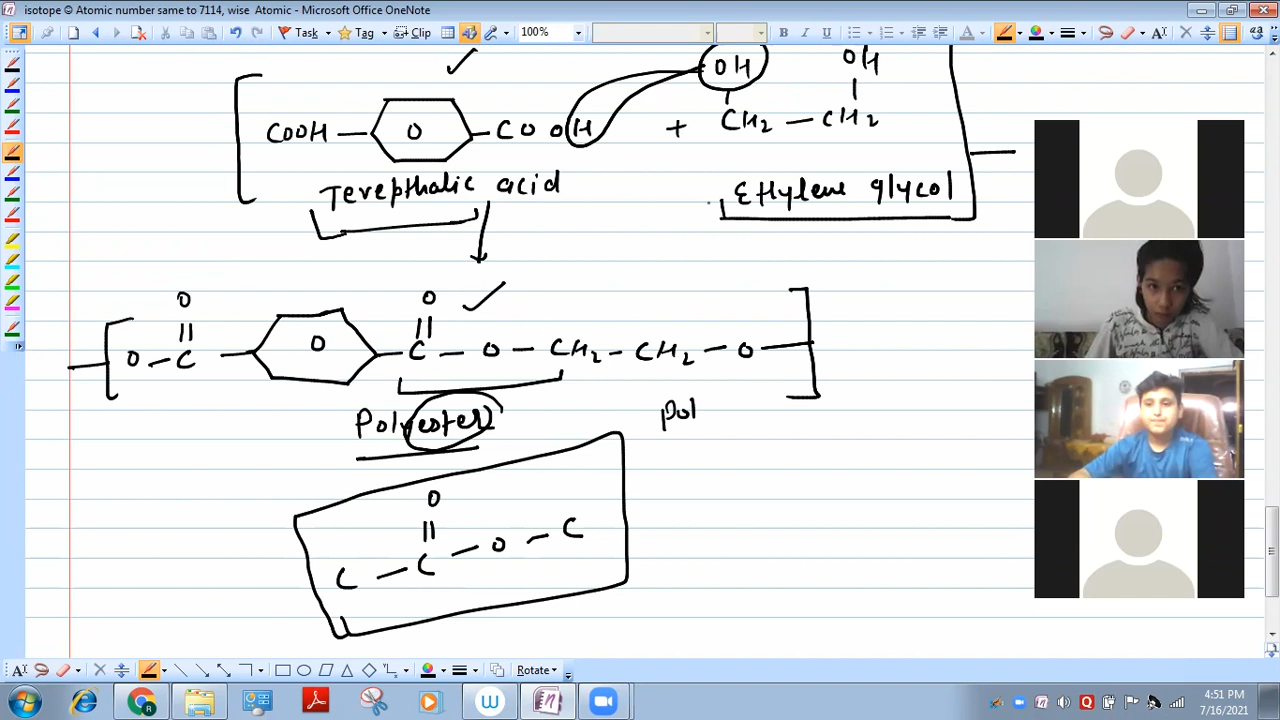 isotope © Atomic number same to 7114, wise Atomic - Microsoft Office OneNote
Task Tag Clip 100% B I U
OH OH
COOH — O — C O O H + CH2 — CH2
Terepthalic acid Ethylene glycol
O O
O — C — O — C — O — CH2 — CH2 — O
Polyester pol
O
C — C — O — C
Rotate
4:51 PM
7/16/2021